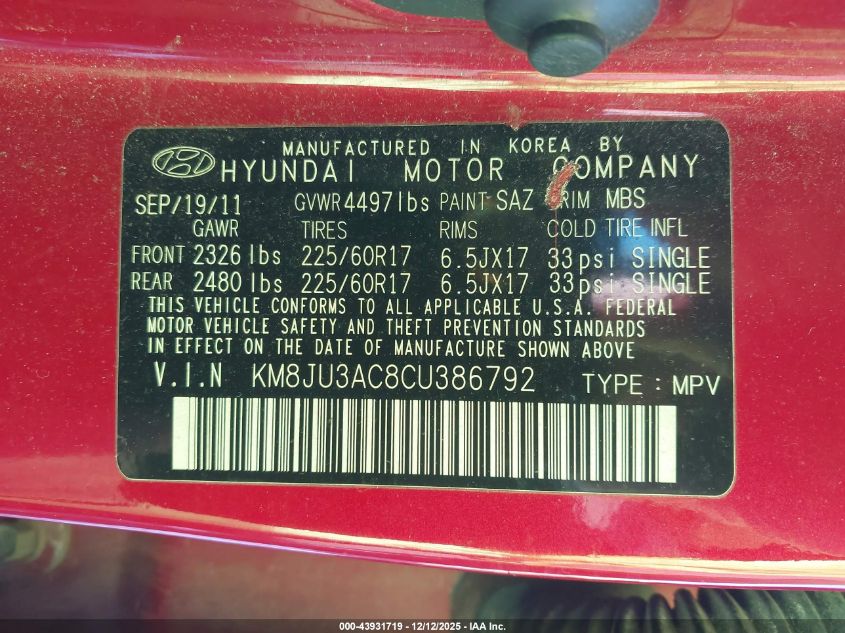 MANUFACTURED IN KOREA BY
HYUNDAI MOTOR COMPANY
SEP/19/11 GVWR 4497lbs PAINT SAZ TRIM MBS
GAWR TIRES RIMS COLD TIRE INFL
FRONT 2326 lbs 225/60R17 6.5JX17 33psi SINGLE
REAR 2480 lbs 225/60R17 6.5JX17 33psi SINGLE
THIS VEHICLE CONFORMS TO ALL APPLICABLE U.S.A. FEDERAL
MOTOR VEHICLE SAFETY AND THEFT PREVENTION STANDARDS
IN EFFECT ON THE DATE OF MANUFACTURE SHOWN ABOVE
V.I.N KM8JU3AC8CU386792 TYPE : MPV
000-43931719 - 12/12/2025 - IAA Inc.